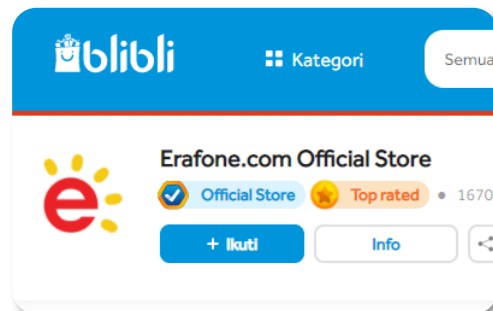 blibli
Kategori
Semua
Erafone.com Official Store
Official Store Top rated • 1670
+ Ikuti
Info